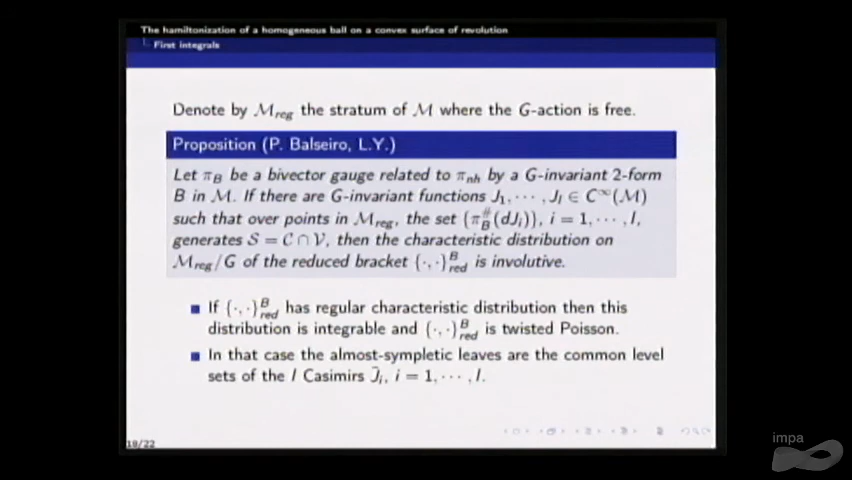 The hamiltonization of a homogeneous ball on a convex surface of revolution
First integrals
Denote by ℳ_reg the stratum of ℳ where the G-action is free.
Proposition (P. Balseiro, L.Y.)
Let π_B be a bivector gauge related to π_nh by a G-invariant 2-form
B in ℳ. If there are G-invariant functions J₁, ⋯ , J_l ∈ C^∞(ℳ)
such that over points in ℳ_reg, the set {π_B^#(dJ_i)}, i = 1, ⋯ , l,
generates 𝒮 = 𝒞 ∩ 𝒱, then the characteristic distribution on
ℳ_reg/G of the reduced bracket {·, ·}_red^B is involutive.
If {·, ·}_red^B has regular characteristic distribution then this
distribution is integrable and {·, ·}_red^B is twisted Poisson.
In that case the almost-sympletic leaves are the common level
sets of the l Casimirs J̄_i, i = 1, ⋯ , l.
18/22
impa